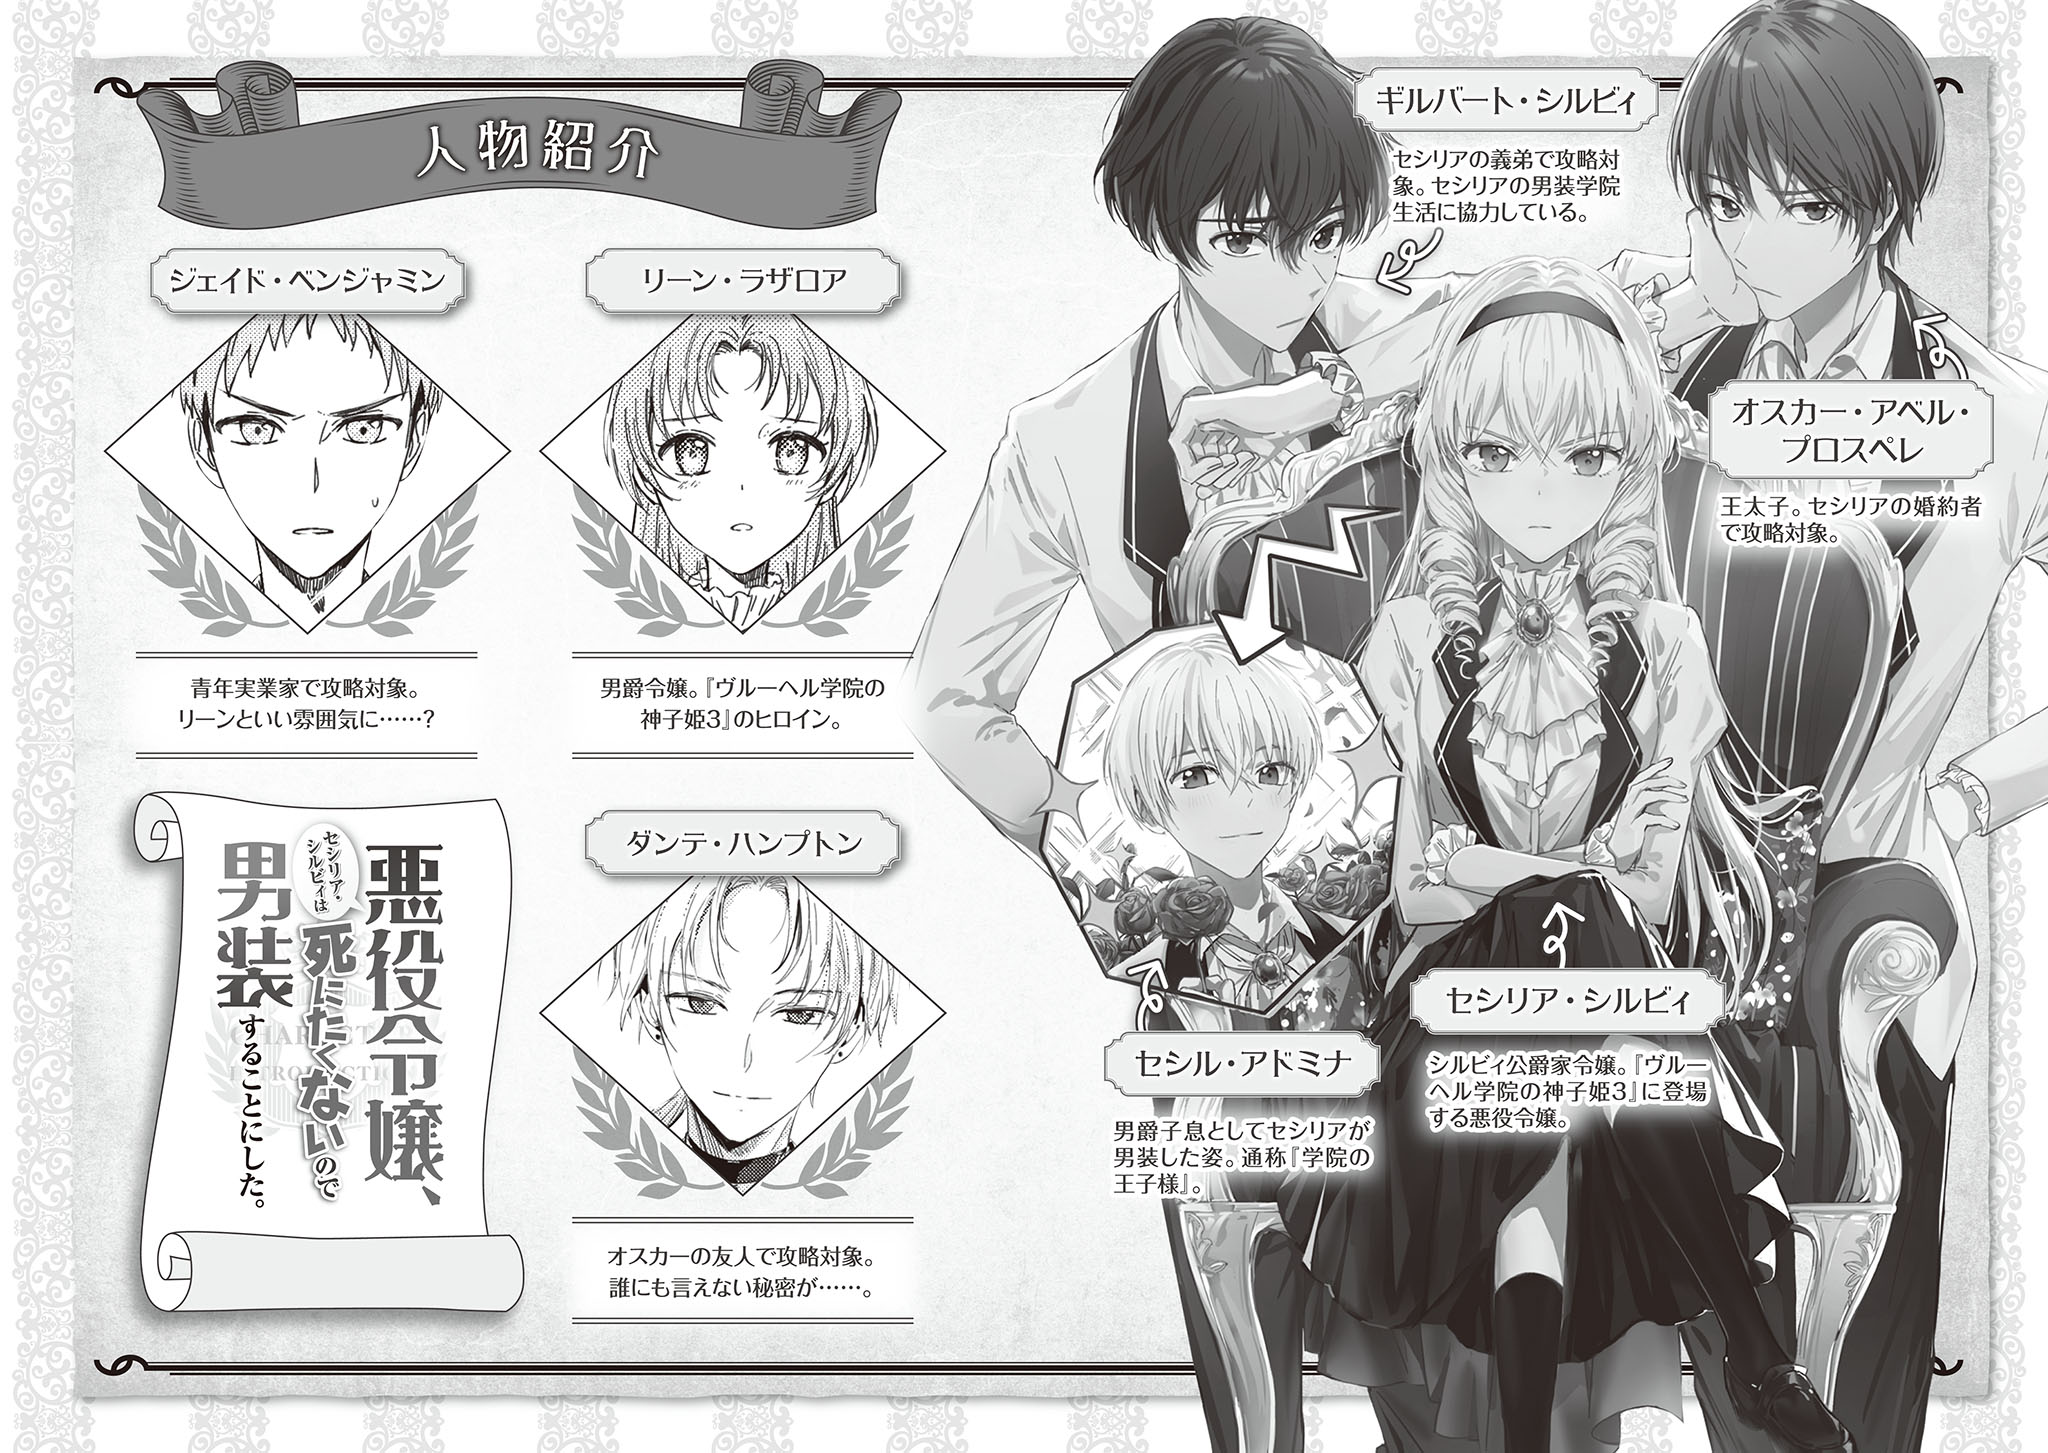 ギルバート・シルビィ
セシリアの義弟で攻略対
象。セシリアの男装学院
生活に協力している。
オスカー・アベル・
プロスペレ
王太子。セシリアの婚約者
で攻略対象。
セシリア・シルビィ
シルビィ公爵家令嬢。『ヴルー
ヘル学院の神子姫3』に登場
する悪役令嬢。
セシル・アドミナ
男爵子息としてセシリアが
男装した姿。通称『学院の
王子様』。
人物紹介
リーン・ラザロア
男爵令嬢。『ヴルーヘル学院の
神子姫3』のヒロイン。
ジェイド・ベンジャミン
青年実業家で攻略対象。
リーンといい雰囲気に……?
ダンテ・ハンプトン
オスカーの友人で攻略対象。
誰にも言えない秘密が……。
悪役令嬢、
セシリア・
シルビィは
死にたくないので
男装することにした。